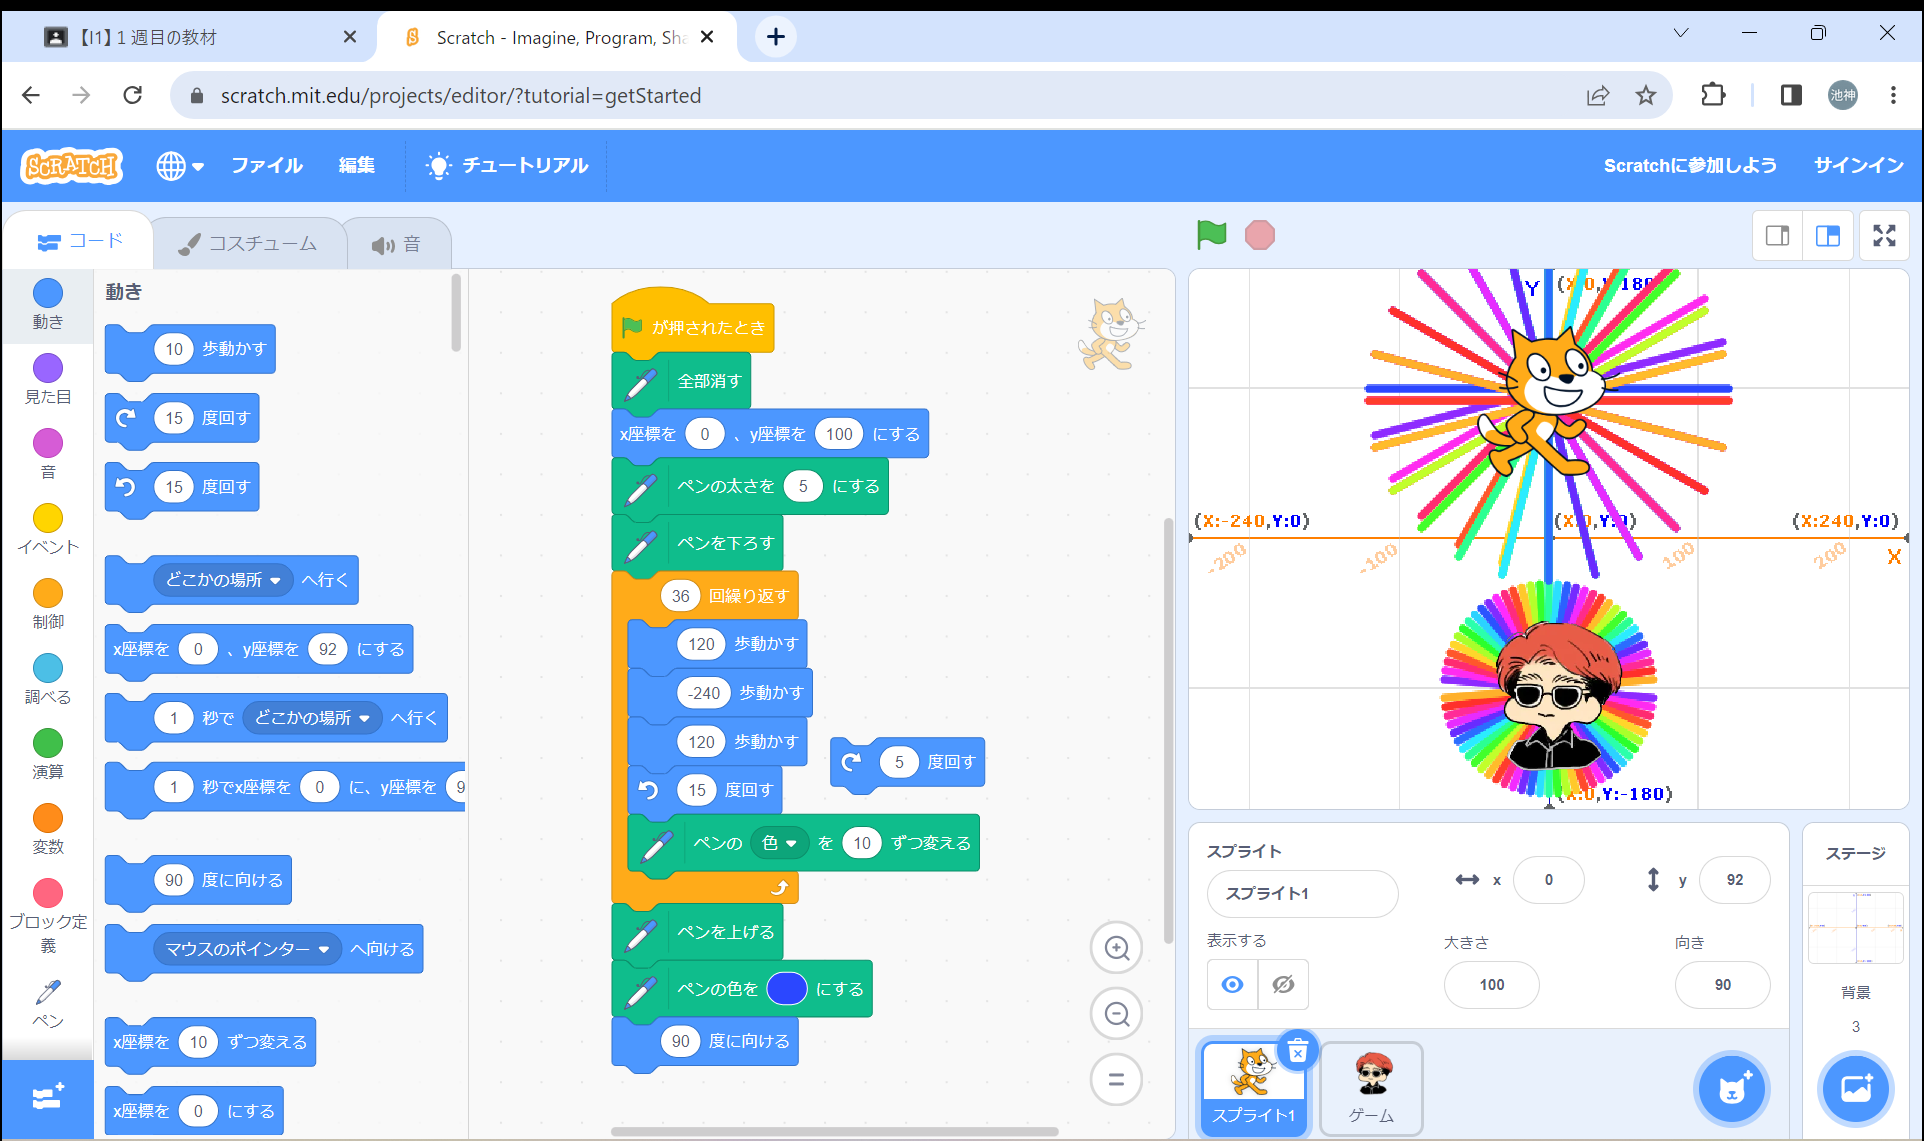 【I1】1 週目の教材
Scratch - Imagine, Program, Sha
scratch.mit.edu/projects/editor/?tutorial=getStarted
池神
SCRATCH
ファイル
編集
チュートリアル
Scratchに参加しよう
サインイン
コード
コスチューム
音
動き
見た目
音
イベント
制御
調べる
演算
変数
ブロック定
義
ペン
動き
10 歩動かす
15 度回す
15 度回す
どこかの場所 へ行く
x座標を 0 、y座標を 92 にする
1 秒で どこかの場所 へ行く
1 秒でx座標を 0 に、y座標を 9
90 度に向ける
マウスのポインター へ向ける
x座標を 10 ずつ変える
x座標を 0 にする
が押されたとき
全部消す
x座標を 0 、y座標を 100 にする
ペンの太さを 5 にする
ペンを下ろす
36 回繰り返す
120 歩動かす
-240 歩動かす
120 歩動かす
15 度回す
ペンの 色 を 10 ずつ変える
5 度回す
ペンを上げる
ペンの色を にする
90 度に向ける
Y
(X:0,Y:180
(X:-240,Y:0)
(X:0,Y:0)
(X:240,Y:0)
-200
-100
100
200
X
(X:0,Y:-180)
スプライト
スプライト1
x 0
y 92
表示する
大きさ
100
向き
90
スプライト1
ゲーム
ステージ
背景
3